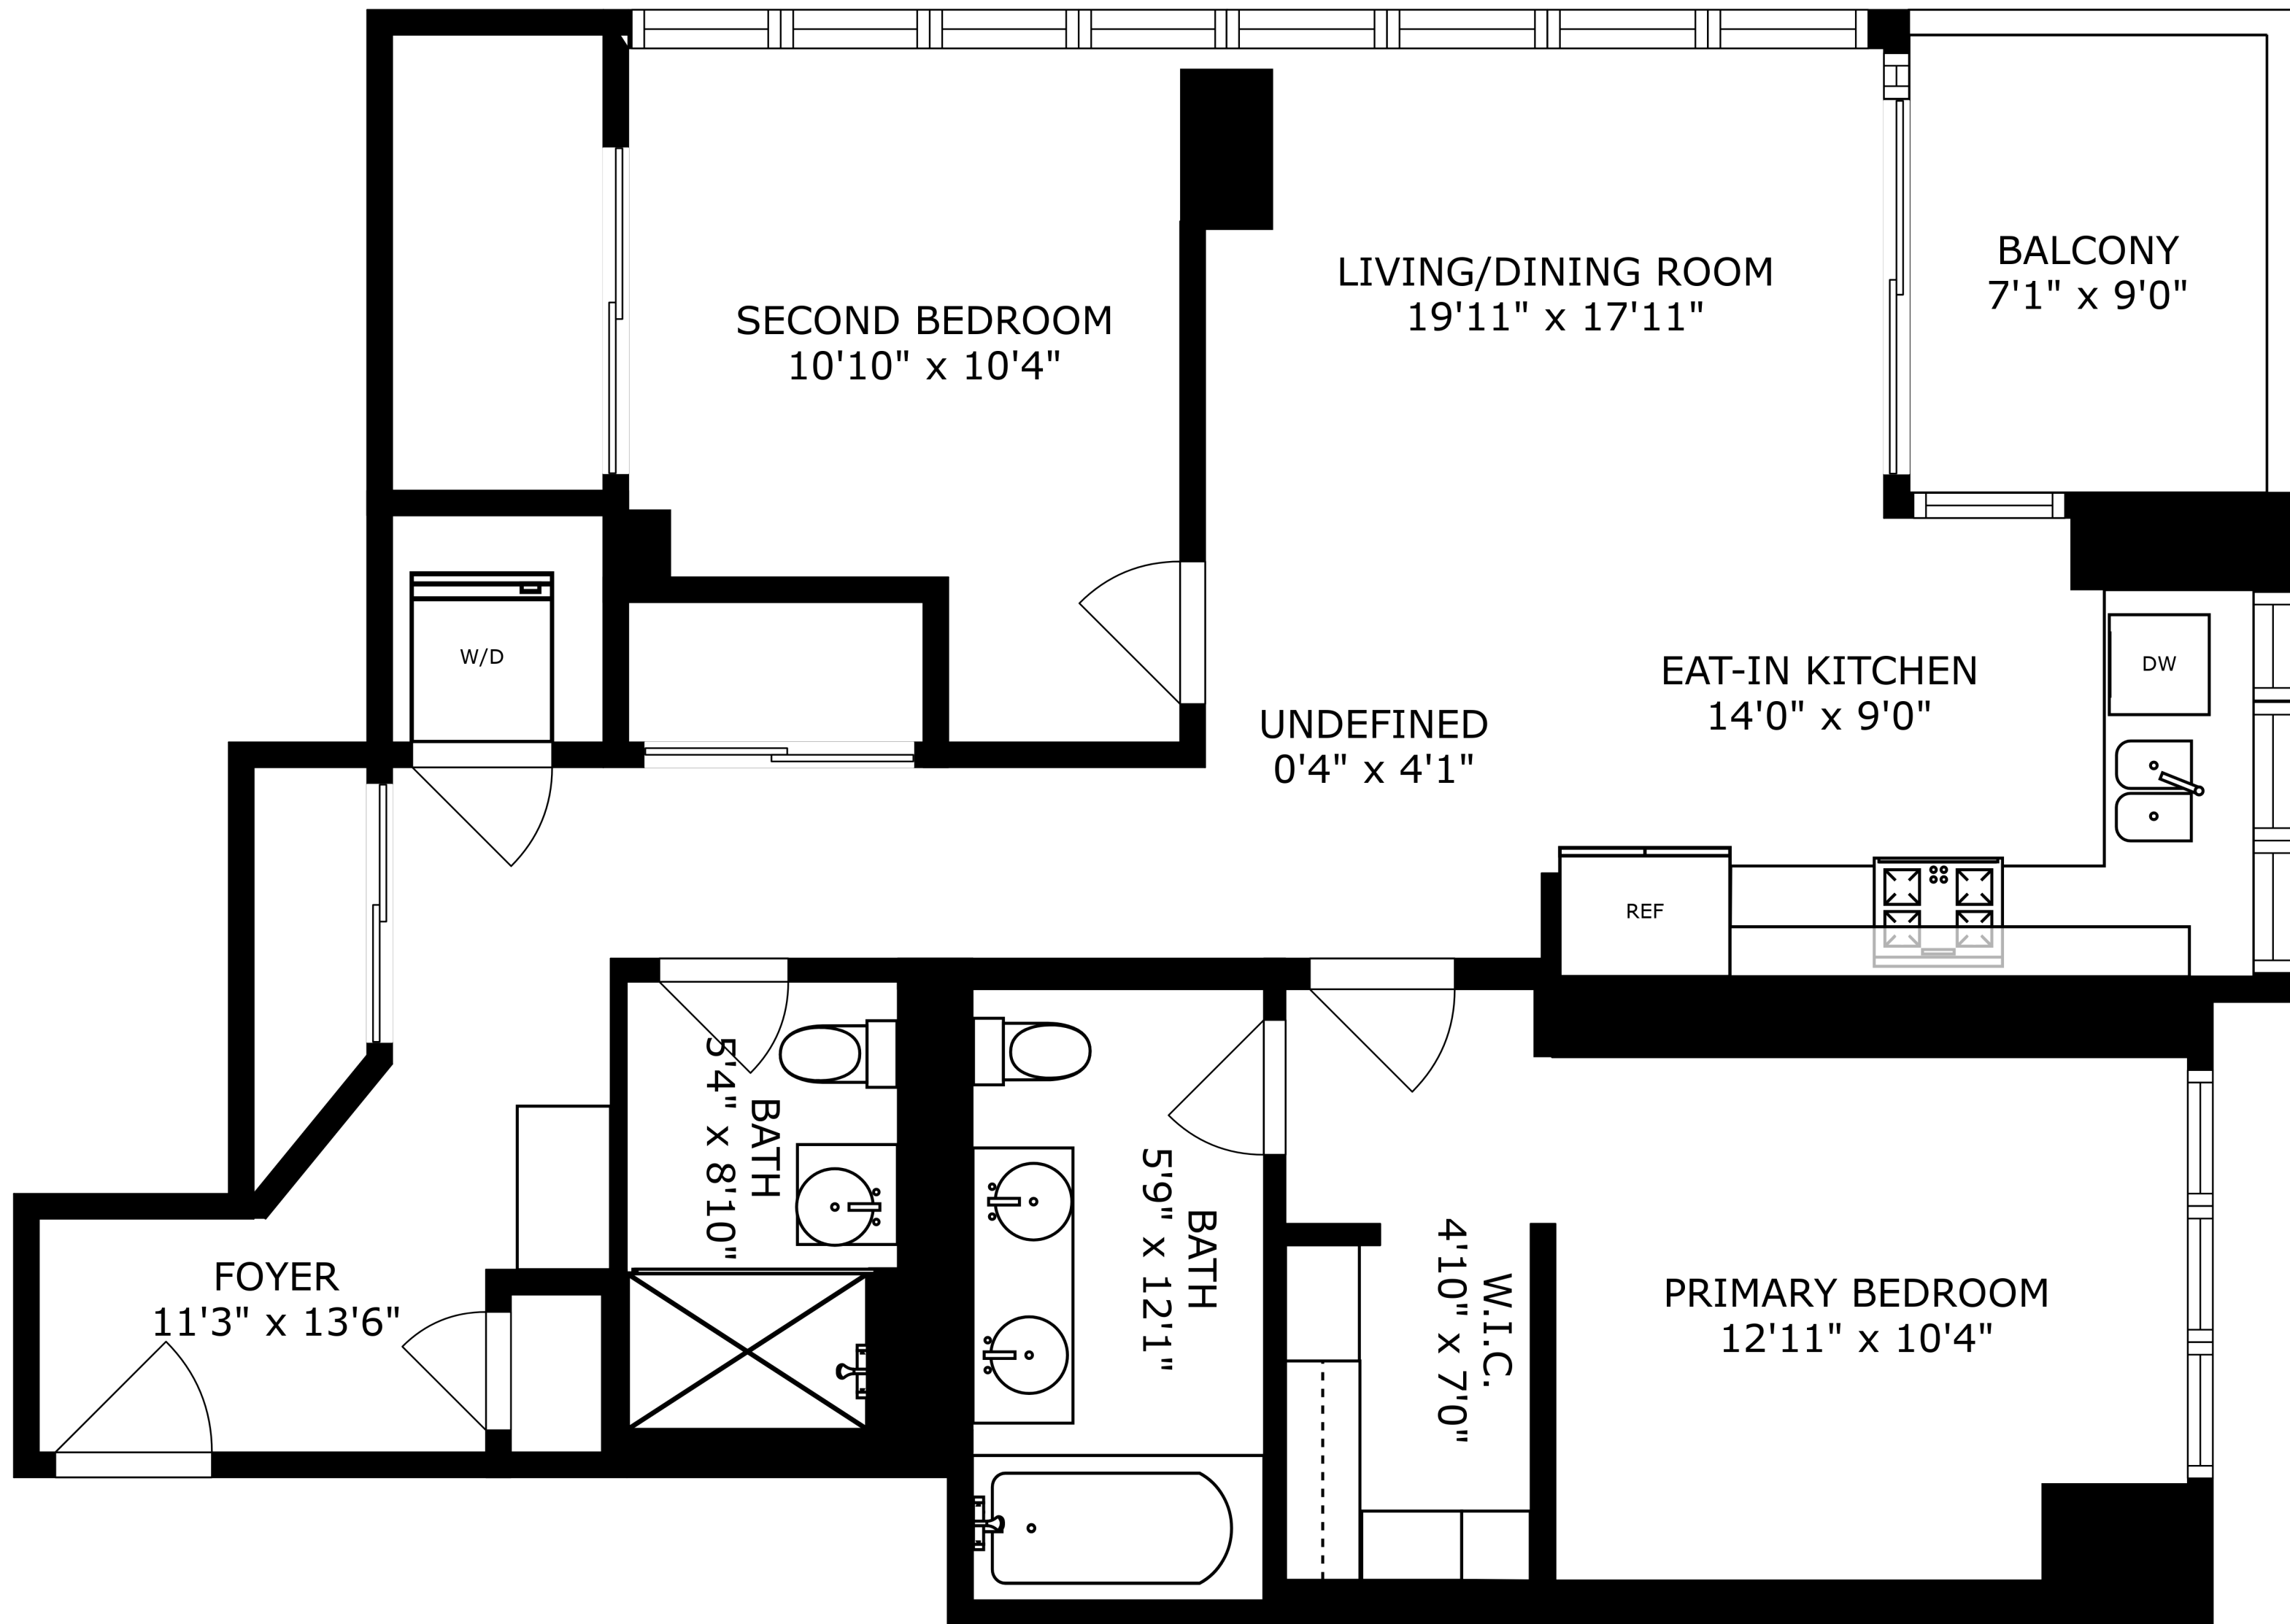 BALCONY
7'1" x 9'0"
LIVING/DINING ROOM
19'11" x 17'11"
SECOND BEDROOM
10'10" x 10'4"
W/D
EAT-IN KITCHEN
14'0" x 9'0"
DW
UNDEFINED
0'4" x 4'1"
REF
BATH
5'4" x 8'10"
BATH
5'9" x 12'1"
FOYER
11'3" x 13'6"
W.I.C.
4'10" x 7'0"
PRIMARY BEDROOM
12'11" x 10'4"